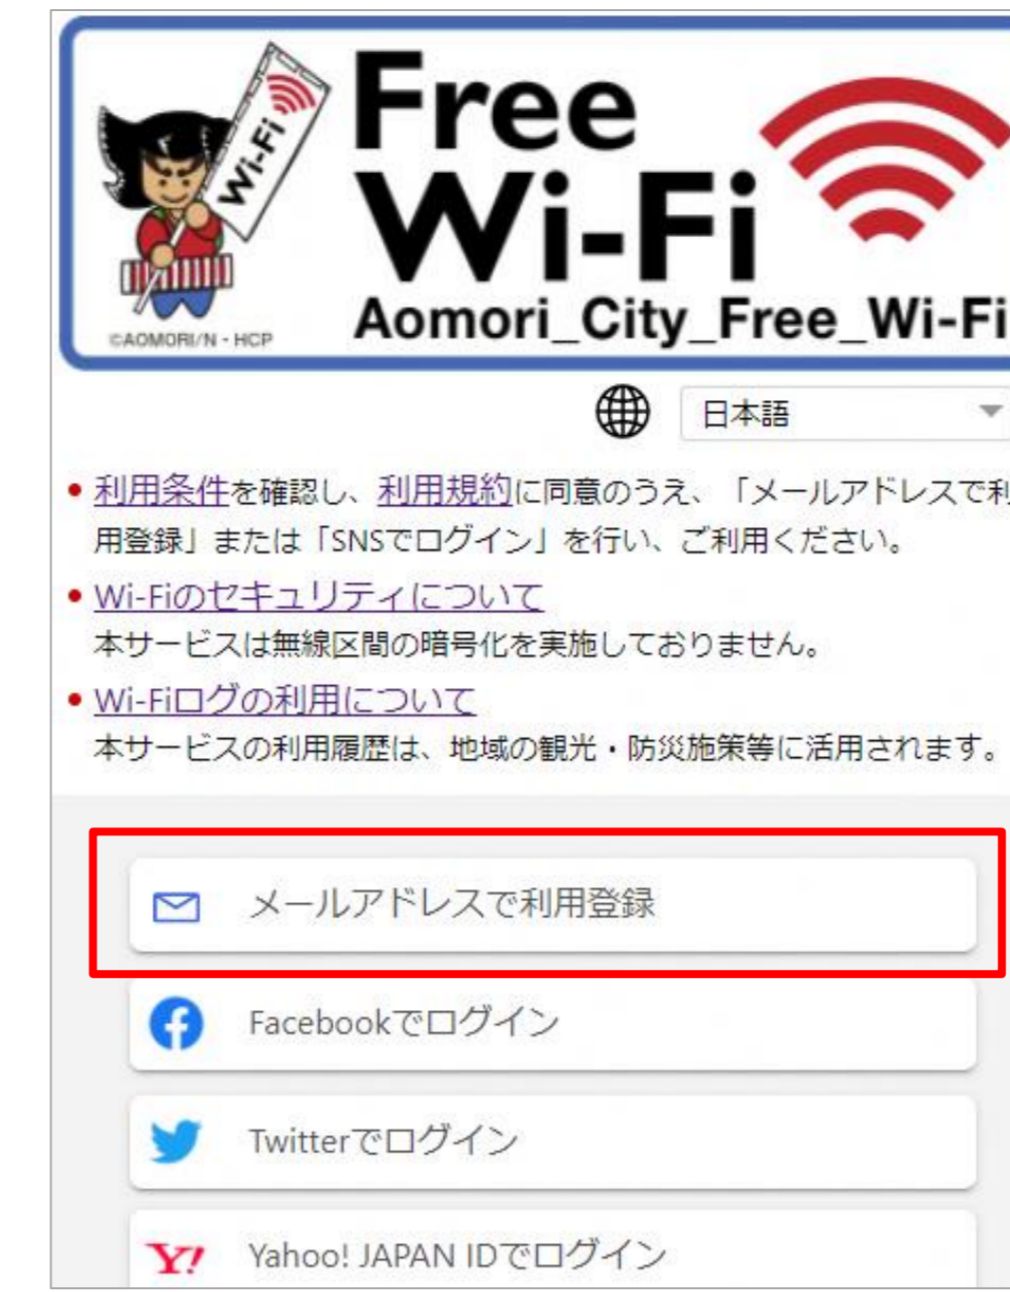 Wi-Fi
Free
Wi-Fi
Aomori_City_Free_Wi-Fi
©AOMORI/N・HCP
日本語
利用条件を確認し、利用規約に同意のうえ、「メールアドレスで利
用登録」または「SNSでログイン」を行い、ご利用ください。
Wi-Fiのセキュリティについて
本サービスは無線区間の暗号化を実施しておりません。
Wi-Fiログの利用について
本サービスの利用履歴は、地域の観光・防災施策等に活用されます。
メールアドレスで利用登録
Facebookでログイン
Twitterでログイン
Y! Yahoo! JAPAN IDでログイン